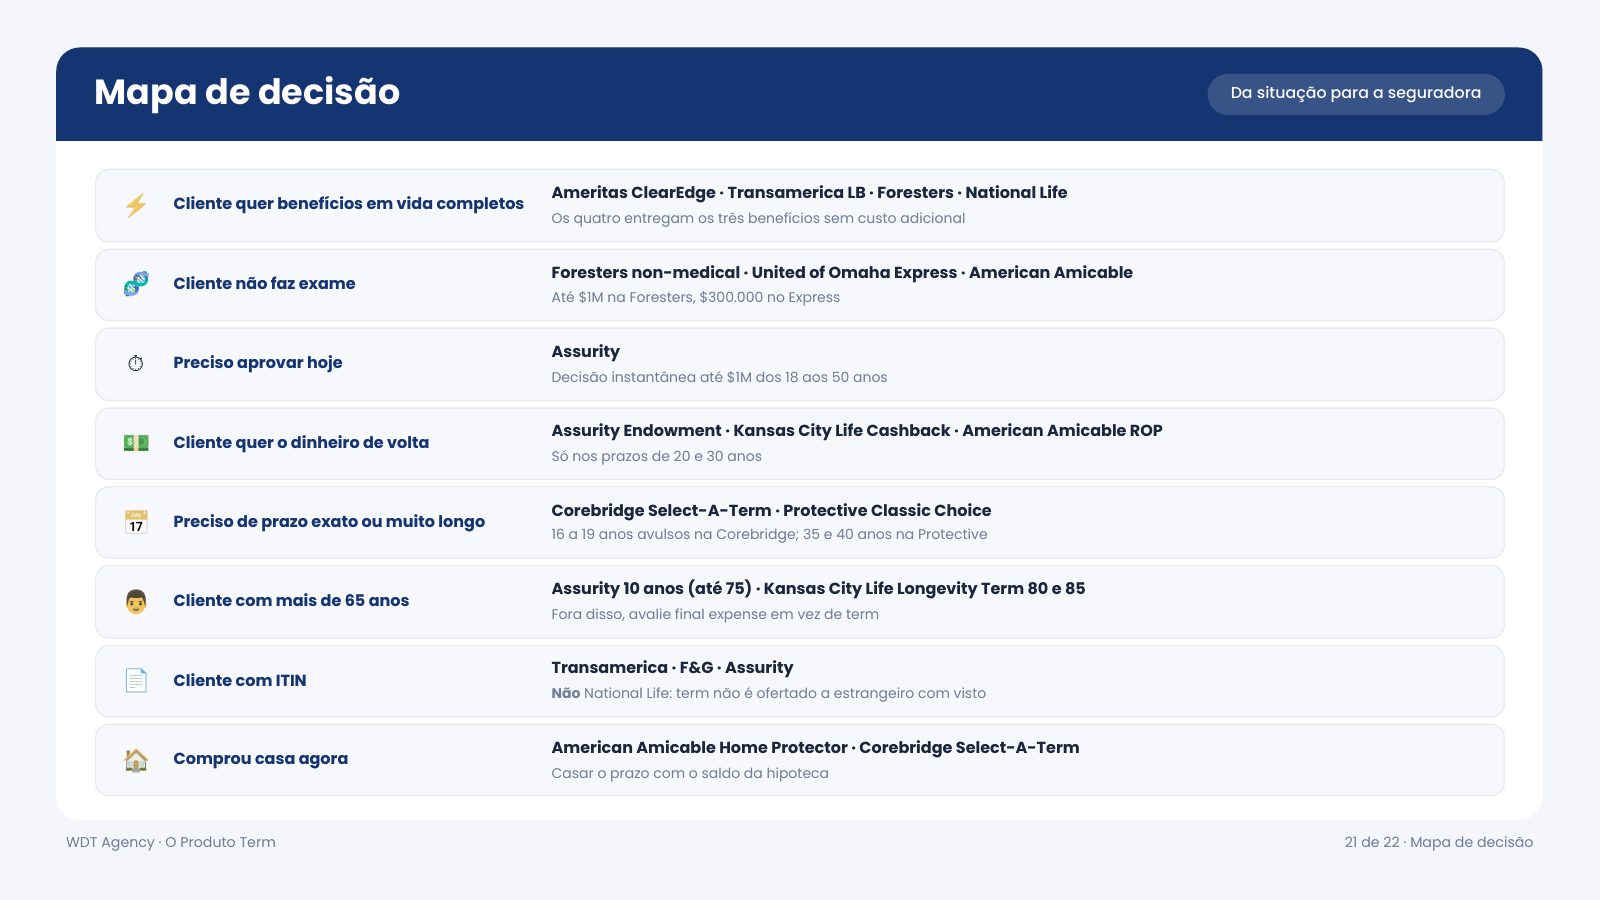 Mapa de decisão
Da situação para a seguradora
Cliente quer benefícios em vida completos
Ameritas ClearEdge · Transamerica LB · Foresters · National Life
Os quatro entregam os três benefícios sem custo adicional
Cliente não faz exame
Foresters non-medical · United of Omaha Express · American Amicable
Até $1M na Foresters, $300.000 no Express
Preciso aprovar hoje
Assurity
Decisão instantânea até $1M dos 18 aos 50 anos
Cliente quer o dinheiro de volta
Assurity Endowment · Kansas City Life Cashback · American Amicable ROP
Só nos prazos de 20 e 30 anos
17
Preciso de prazo exato ou muito longo
Corebridge Select-A-Term · Protective Classic Choice
16 a 19 anos avulsos na Corebridge; 35 e 40 anos na Protective
Cliente com mais de 65 anos
Assurity 10 anos (até 75) · Kansas City Life Longevity Term 80 e 85
Fora disso, avalie final expense em vez de term
Cliente com ITIN
Transamerica · F&G · Assurity
Não National Life: term não é ofertado a estrangeiro com visto
Comprou casa agora
American Amicable Home Protector · Corebridge Select-A-Term
Casar o prazo com o saldo da hipoteca
WDT Agency · O Produto Term
21 de 22 · Mapa de decisão